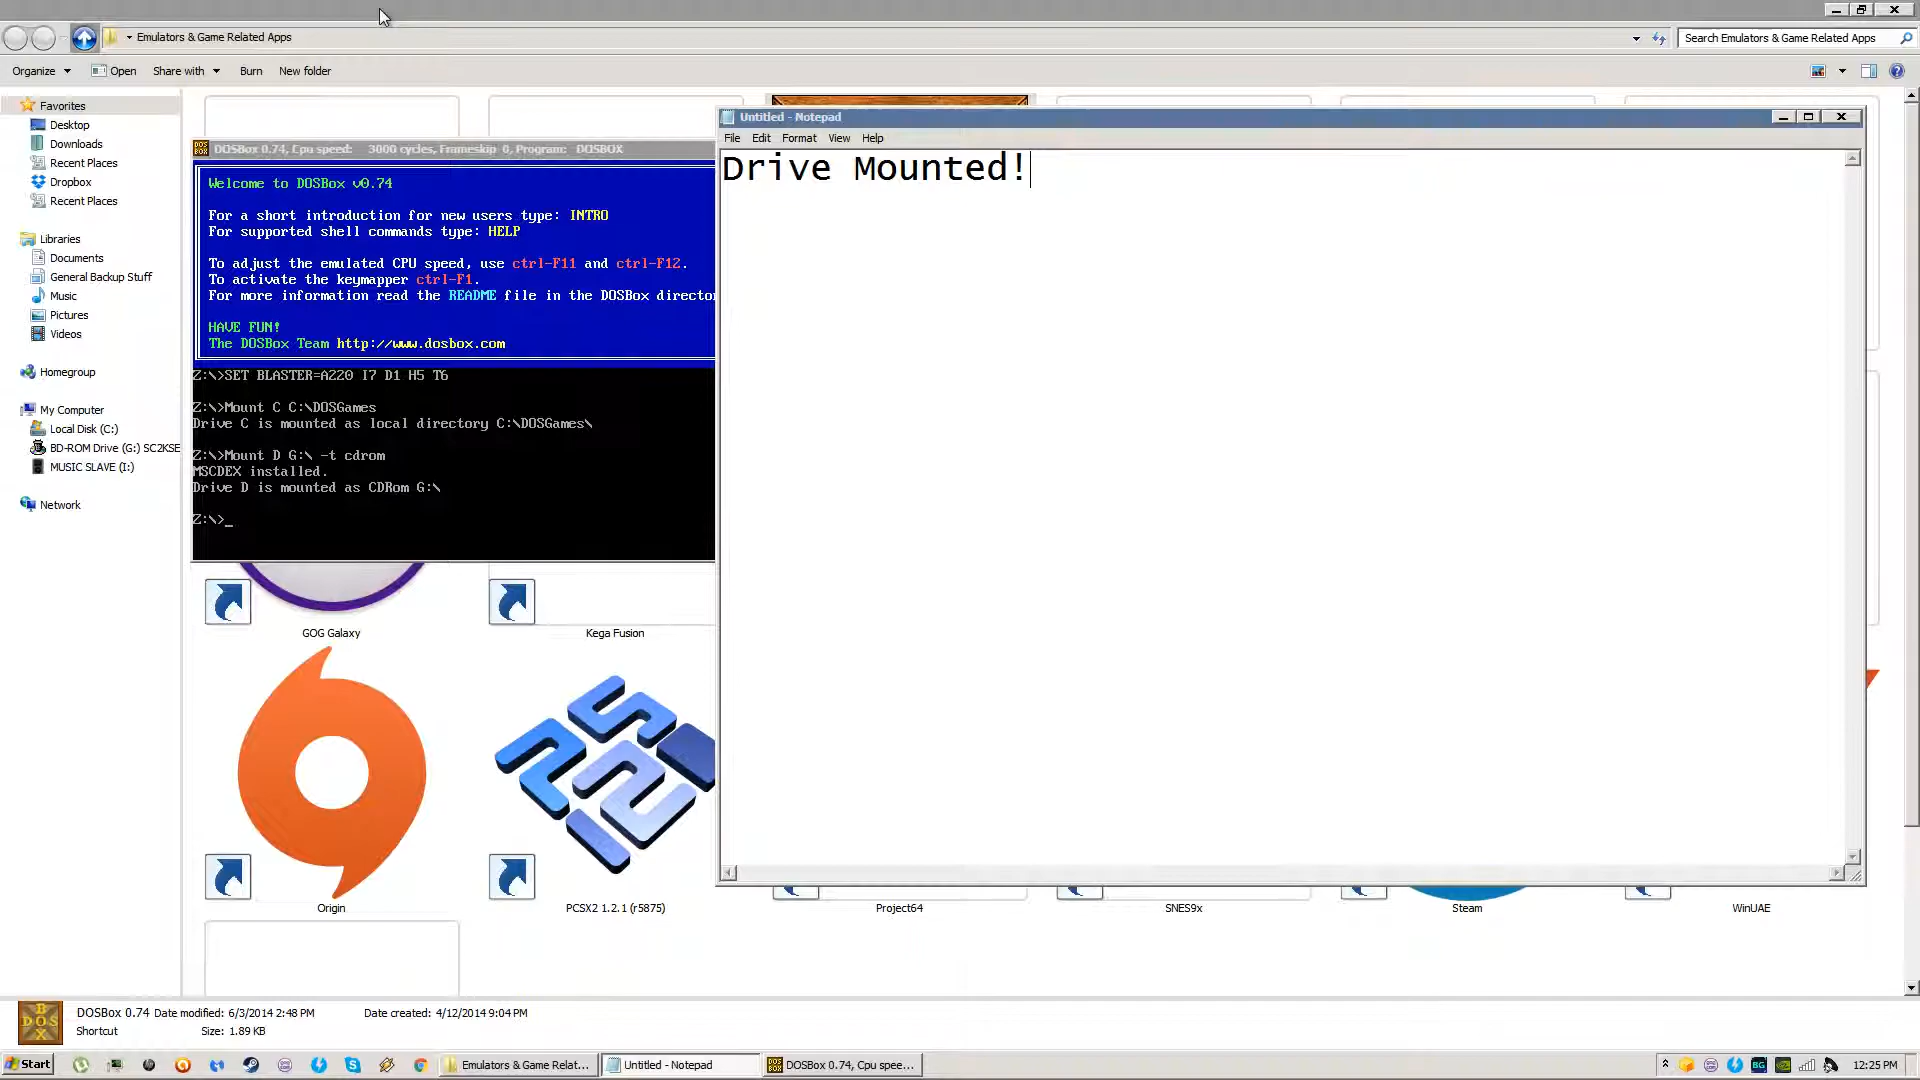 Emulators & Game Related Apps
Search Emulators & Game Related Apps
Organize
Open
Share with
Burn
New folder
Favorites
Desktop
Downloads
Recent Places
Dropbox
Recent Places
Libraries
Documents
General Backup Stuff
Music
Pictures
Videos
Homegroup
My Computer
Local Disk (C:)
BD-ROM Drive (G:) SC2KSE
MUSIC SLAVE (I:)
Network
DOSBox 0.74, Cpu speed: 3000 cycles, Frameskip 0, Program: DOSBOX
Welcome to DOSBox v0.74
For a short introduction for new users type: INTRO
For supported shell commands type: HELP
To adjust the emulated CPU speed, use ctrl-F11 and ctrl-F12.
To activate the keymapper ctrl-F1.
For more information read the README file in the DOSBox director
HAVE FUN!
The DOSBox Team http://www.dosbox.com
Z:\>SET BLASTER=A220 I7 D1 H5 T6
Z:\>Mount C C:\DOSGames
Drive C is mounted as local directory C:\DOSGames\
Z:\>Mount D G:\ -t cdrom
MSCDEX installed.
Drive D is mounted as CDRom G:\
Z:\>_
Untitled - Notepad
File Edit Format View Help
Drive Mounted!
GOG Galaxy
Kega Fusion
Origin
PCSX2 1.2.1 (r5875)
Project64
SNES9x
Steam
WinUAE
DOSBox 0.74 Date modified: 6/3/2014 2:48 PM
Date created: 4/12/2014 9:04 PM
Shortcut
Size: 1.89 KB
Start
Emulators & Game Relat...
Untitled - Notepad
DOSBox 0.74, Cpu spee...
BG
12:25 PM